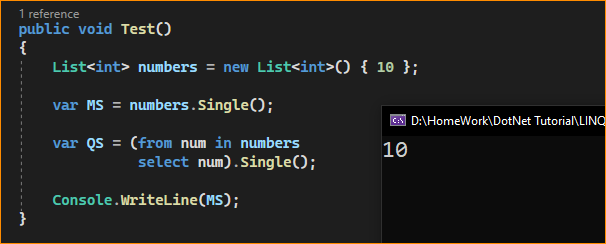 1 reference
public void Test()
{
List<int> numbers = new List<int>() { 10 };
var MS = numbers.Single();
var QS = (from num in numbers
select num).Single();
Console.WriteLine(MS);
}
D:\HomeWork\DotNet Tutorial\LINQ
10